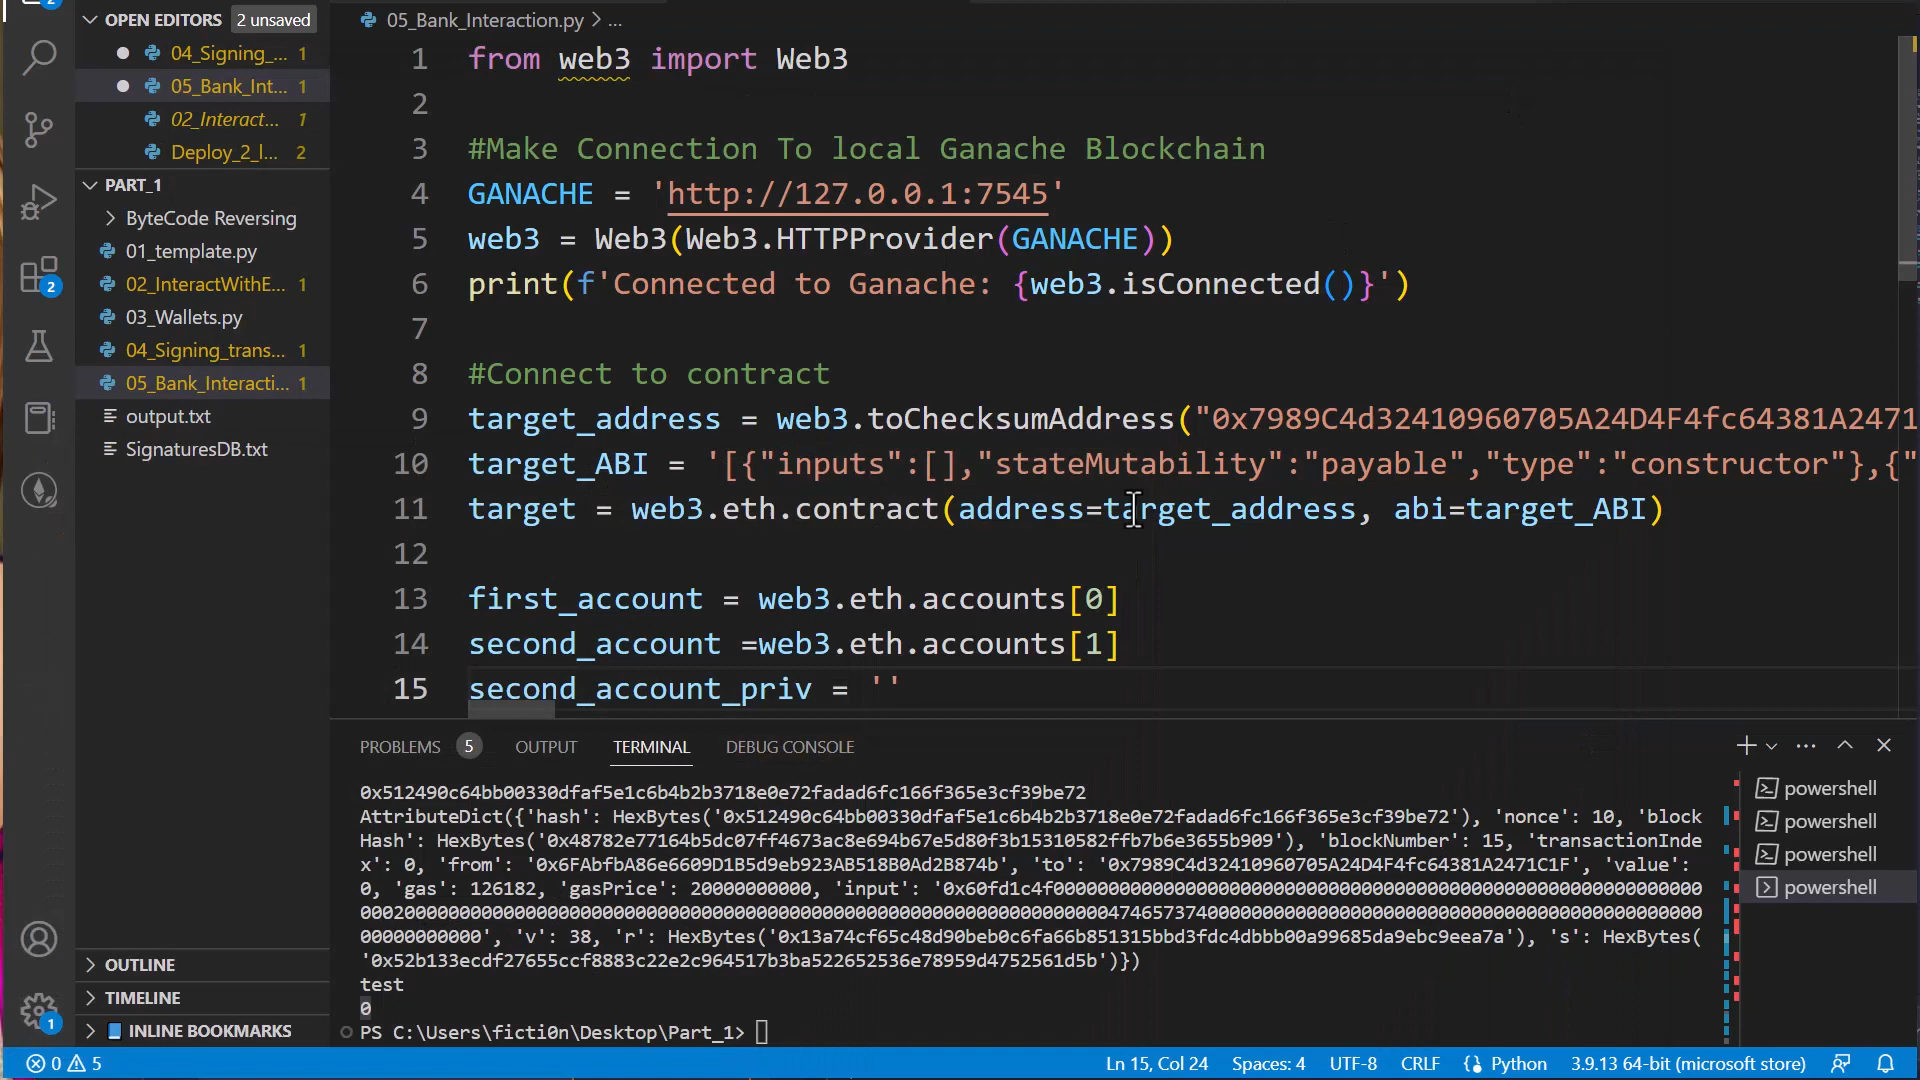 OPEN EDITORS 2 unsaved
04_Signing_... 1
05_Bank_Int... 1
02_Interact... 1
Deploy_2_l... 2
PART_1
ByteCode Reversing
01_template.py
02_InteractWithE... 1
03_Wallets.py
04_Signing_trans... 1
05_Bank_Interacti... 1
output.txt
SignaturesDB.txt
OUTLINE
TIMELINE
INLINE BOOKMARKS
2
2
1
05_Bank_Interaction.py > ...
1 from web3 import Web3
2
3 #Make Connection To local Ganache Blockchain
4 GANACHE = 'http://127.0.0.1:7545'
5 web3 = Web3(Web3.HTTPProvider(GANACHE))
6 print(f'Connected to Ganache: {web3.isConnected()}')
7
8 #Connect to contract
9 target_address = web3.toChecksumAddress("0x7989C4d32410960705A24D4F4fc64381A2471
10 target_ABI = '[{"inputs":[],"stateMutability":"payable","type":"constructor"},{"
11 target = web3.eth.contract(address=target_address, abi=target_ABI)
12
13 first_account = web3.eth.accounts[0]
14 second_account =web3.eth.accounts[1]
15 second_account_priv = ''
PROBLEMS 5 OUTPUT TERMINAL DEBUG CONSOLE
0x512490c64bb00330dfaf5e1c6b4b2b3718e0e72fadad6fc166f365e3cf39be72
AttributeDict({'hash': HexBytes('0x512490c64bb00330dfaf5e1c6b4b2b3718e0e72fadad6fc166f365e3cf39be72'), 'nonce': 10, 'block
Hash': HexBytes('0x48782e77164b5dc07ff4673ac8e694b67e5d80f3b15310582ffb7b6e3655b909'), 'blockNumber': 15, 'transactionInde
x': 0, 'from': '0x6FAbfbA86e6609D1B5d9eb923AB518B0Ad2B874b', 'to': '0x7989C4d32410960705A24D4F4fc64381A2471C1F', 'value':
0, 'gas': 126182, 'gasPrice': 20000000000, 'input':
'v': 38, 'r': HexBytes('0x13a74cf65c48d90beb0c6fa66b851315bbd3fdc4dbbb00a99685da9ebc9eea7a'), 's': HexBytes(
'0x52b133ecdf27655ccf8883c22e2c964517b3ba522652536e78959d4752561d5b')})
test
0
PS C:\Users\ficti0n\Desktop\Part_1>
powershell
powershell
powershell
powershell
0 5 Ln 15, Col 24 Spaces: 4 UTF-8 CRLF Python 3.9.13 64-bit (microsoft store)